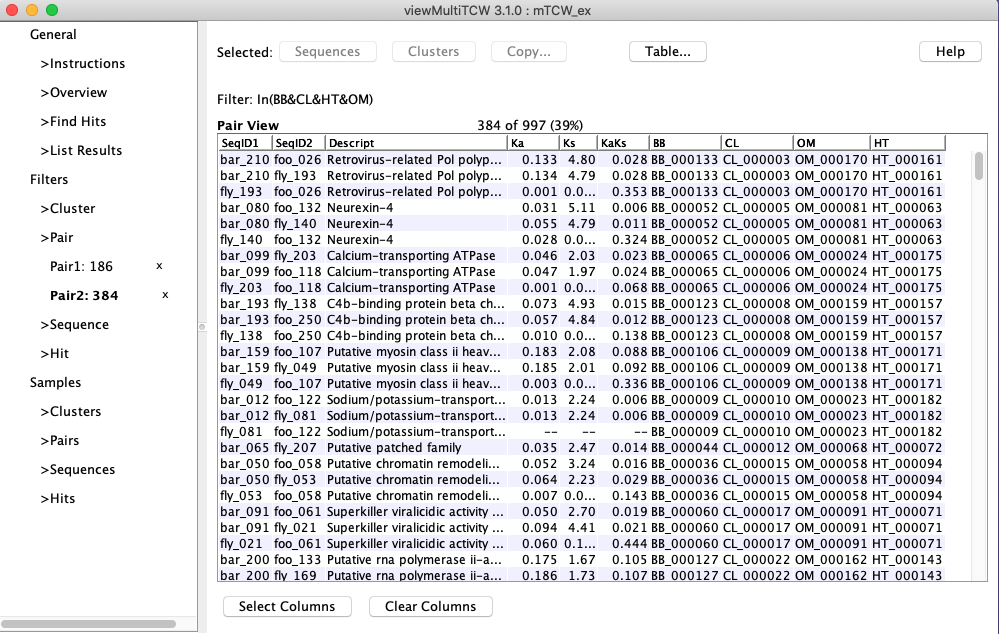 viewMultiTCW 3.1.0 : mTCW_ex
General
>Instructions
>Overview
>Find Hits
>List Results
Filters
>Cluster
>Pair
Pair1: 186 x
Pair2: 384 x
>Sequence
>Hit
Samples
>Clusters
>Pairs
>Sequences
>Hits
Selected: Sequences Clusters Copy... Table... Help
Filter: In(BB&CL&HT&OM)
Pair View 384 of 997 (39%)
SeqID1 SeqID2 Descript Ka Ks KaKs BB CL OM HT
bar_210 foo_026 Retrovirus-related Pol polyp... 0.133 4.80 0.028 BB_000133 CL_000003 OM_000170 HT_000161
bar_210 fly_193 Retrovirus-related Pol polyp... 0.134 4.79 0.028 BB_000133 CL_000003 OM_000170 HT_000161
fly_193 foo_026 Retrovirus-related Pol polyp... 0.001 0.0... 0.353 BB_000133 CL_000003 OM_000170 HT_000161
bar_080 foo_132 Neurexin-4 0.031 5.11 0.006 BB_000052 CL_000005 OM_000081 HT_000063
bar_080 fly_140 Neurexin-4 0.055 4.79 0.011 BB_000052 CL_000005 OM_000081 HT_000063
fly_140 foo_132 Neurexin-4 0.028 0.0... 0.324 BB_000052 CL_000005 OM_000081 HT_000063
bar_099 fly_203 Calcium-transporting ATPase 0.046 2.03 0.023 BB_000065 CL_000006 OM_000024 HT_000175
bar_099 foo_118 Calcium-transporting ATPase 0.047 1.97 0.024 BB_000065 CL_000006 OM_000024 HT_000175
fly_203 foo_118 Calcium-transporting ATPase 0.001 0.0... 0.068 BB_000065 CL_000006 OM_000024 HT_000175
bar_193 fly_138 C4b-binding protein beta ch... 0.073 4.93 0.015 BB_000123 CL_000008 OM_000159 HT_000157
bar_193 foo_250 C4b-binding protein beta ch... 0.057 4.84 0.012 BB_000123 CL_000008 OM_000159 HT_000157
fly_138 foo_250 C4b-binding protein beta ch... 0.010 0.0... 0.138 BB_000123 CL_000008 OM_000159 HT_000157
bar_159 foo_107 Putative myosin class ii heav... 0.183 2.08 0.088 BB_000106 CL_000009 OM_000138 HT_000171
bar_159 fly_049 Putative myosin class ii heav... 0.185 2.01 0.092 BB_000106 CL_000009 OM_000138 HT_000171
fly_049 foo_107 Putative myosin class ii heav... 0.003 0.0... 0.336 BB_000106 CL_000009 OM_000138 HT_000171
bar_012 foo_122 Sodium/potassium-transport... 0.013 2.24 0.006 BB_000009 CL_000010 OM_000023 HT_000182
bar_012 fly_081 Sodium/potassium-transport... 0.013 2.24 0.006 BB_000009 CL_000010 OM_000023 HT_000182
fly_081 foo_122 Sodium/potassium-transport... -- -- -- BB_000009 CL_000010 OM_000023 HT_000182
bar_065 fly_207 Putative patched family 0.035 2.47 0.014 BB_000044 CL_000012 OM_000068 HT_000072
bar_050 foo_058 Putative chromatin remodeli... 0.052 3.24 0.016 BB_000036 CL_000015 OM_000058 HT_000094
bar_050 fly_053 Putative chromatin remodeli... 0.064 2.23 0.029 BB_000036 CL_000015 OM_000058 HT_000094
fly_053 foo_058 Putative chromatin remodeli... 0.007 0.0... 0.143 BB_000036 CL_000015 OM_000058 HT_000094
bar_091 foo_061 Superkiller viralicidic activity ... 0.050 2.70 0.019 BB_000060 CL_000017 OM_000091 HT_000071
bar_091 fly_021 Superkiller viralicidic activity ... 0.094 4.41 0.021 BB_000060 CL_000017 OM_000091 HT_000071
fly_021 foo_061 Superkiller viralicidic activity ... 0.060 0.1... 0.444 BB_000060 CL_000017 OM_000091 HT_000071
bar_200 foo_133 Putative rna polymerase ii-a... 0.175 1.67 0.105 BB_000127 CL_000022 OM_000162 HT_000143
bar_200 fly_169 Putative rna polymerase ii-a... 0.186 1.73 0.107 BB_000127 CL_000022 OM_000162 HT_000143
Select Columns Clear Columns